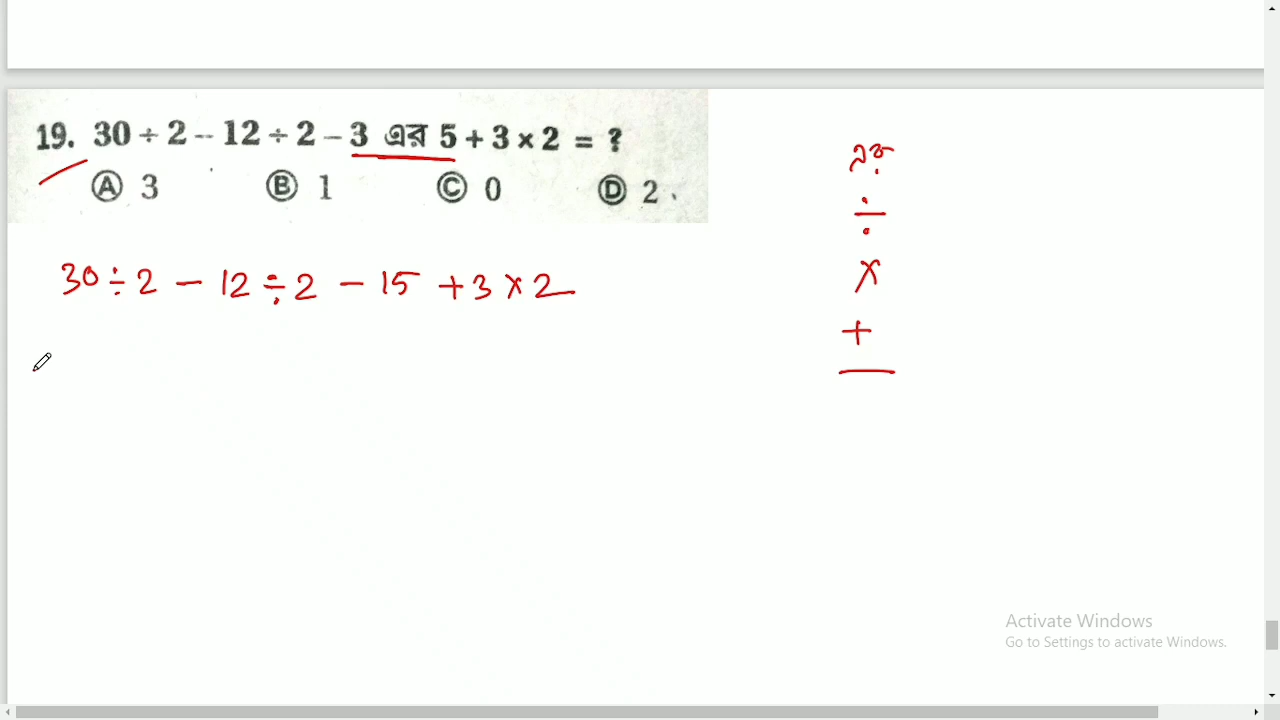 19. 30 ÷ 2 – 12 ÷ 2 – 3 এর 5 + 3 × 2 = ?
Ⓐ 3 Ⓑ 1 Ⓒ 0 Ⓓ 2
30 ÷ 2 – 12 ÷ 2 – 15 + 3 × 2
এর
÷
×
+
—
Activate Windows
Go to Settings to activate Windows.